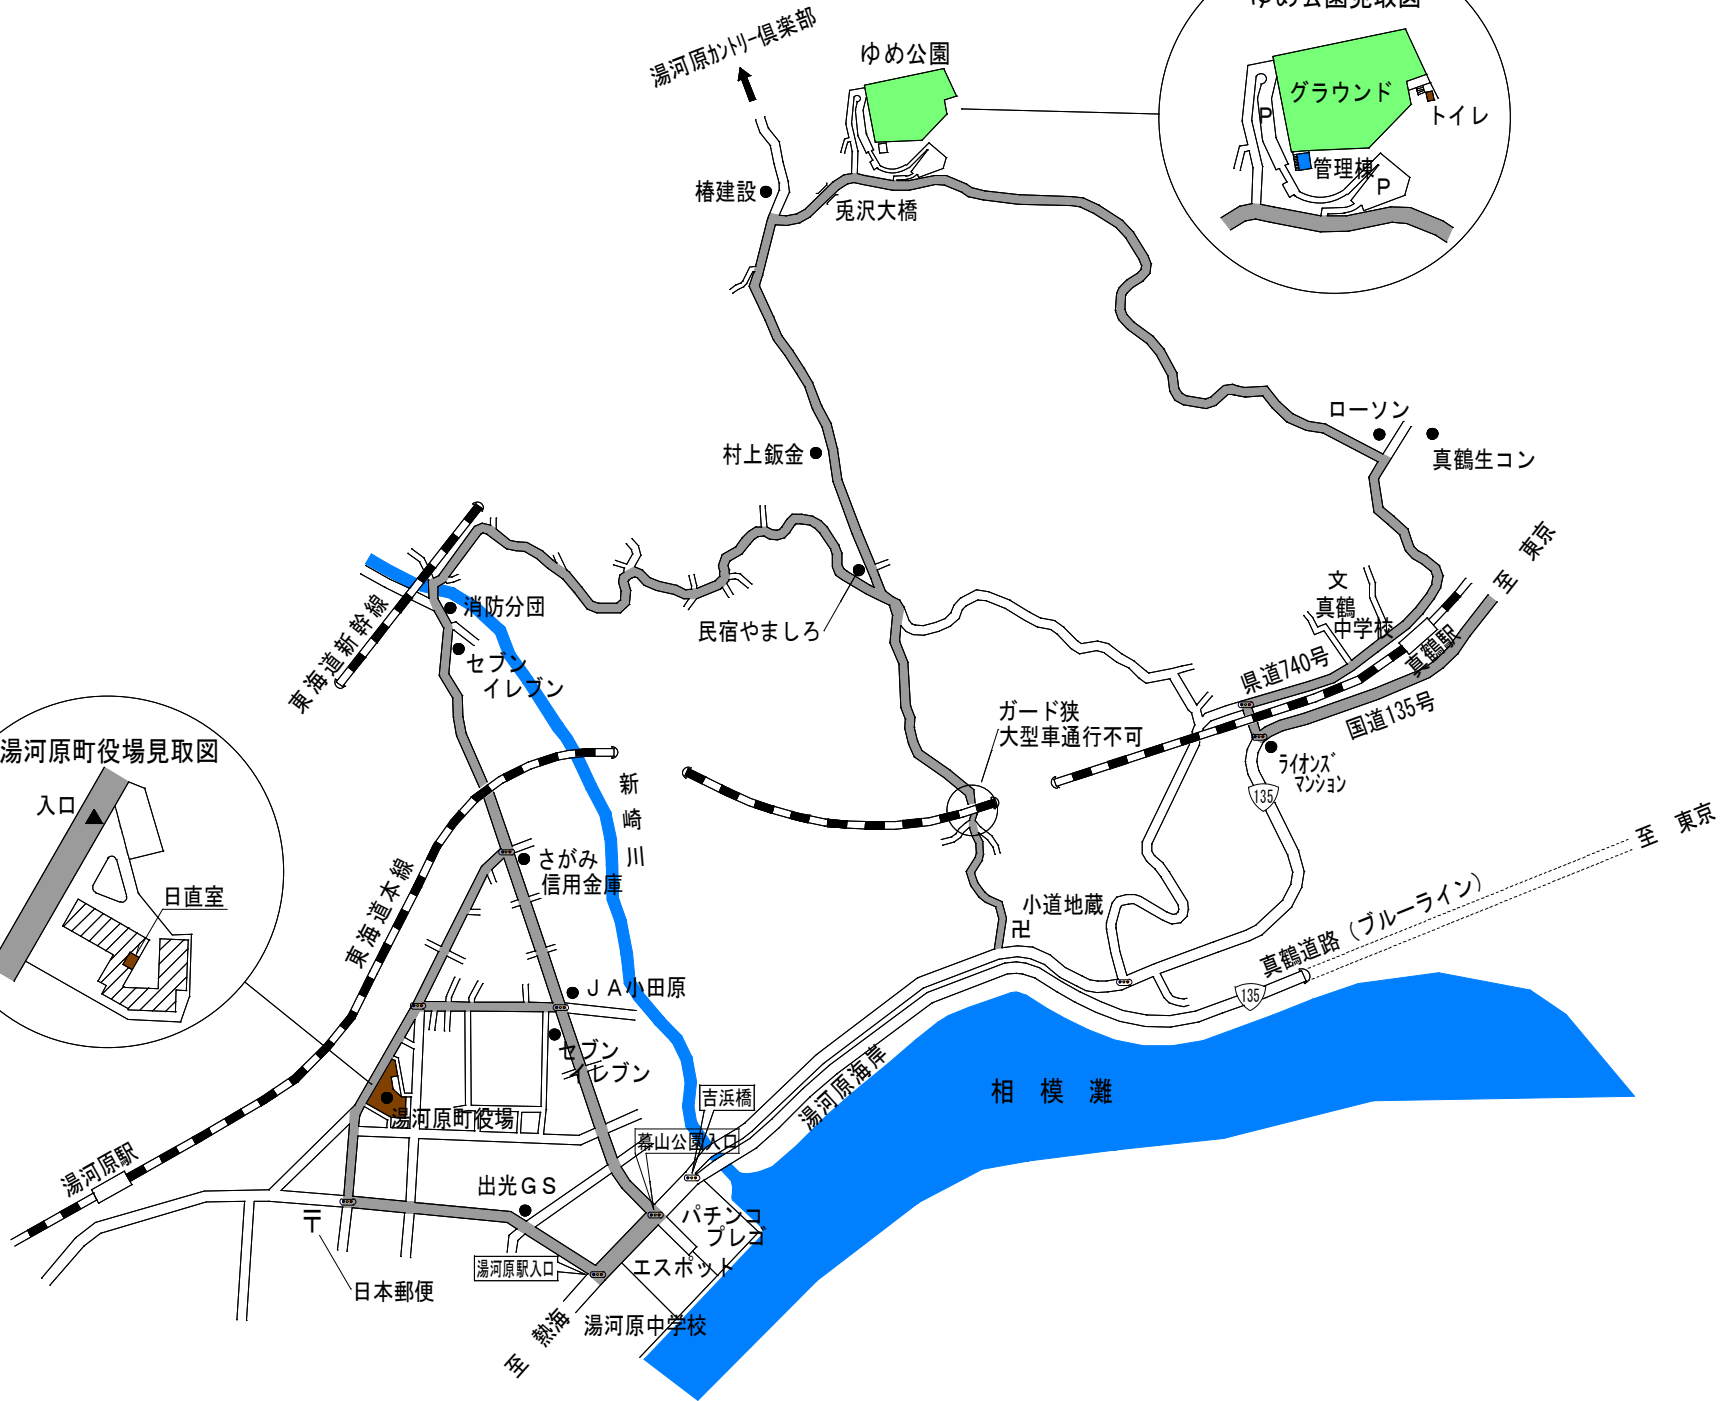 ゆめ公園見取図
湯河原カントリー倶楽部
ゆめ公園
グラウンド
P
トイレ
管理棟
P
椿建設
兎沢大橋
ローソン
真鶴生コン
村上鈑金
至 東京
文
真鶴
中学校
消防分団
東海道新幹線
民宿やましろ
セブン
イレブン
真鶴駅
県道740号
国道135号
ガード狭
大型車通行不可
湯河原町役場見取図
入口
日直室
新崎川
ライオンズ
マンション
135
至 東京
さがみ
信用金庫
東海道本線
小道地蔵
卍
真鶴道路（ブルーライン）
135
ＪＡ小田原
セブン
イレブン
湯河原海岸
相模灘
吉浜橋
湯河原町役場
幕山公園入口
湯河原駅
出光ＧＳ
〒
パチンコ
プレゴ
湯河原駅入口
エスポット
日本郵便
湯河原中学校
至 熱海